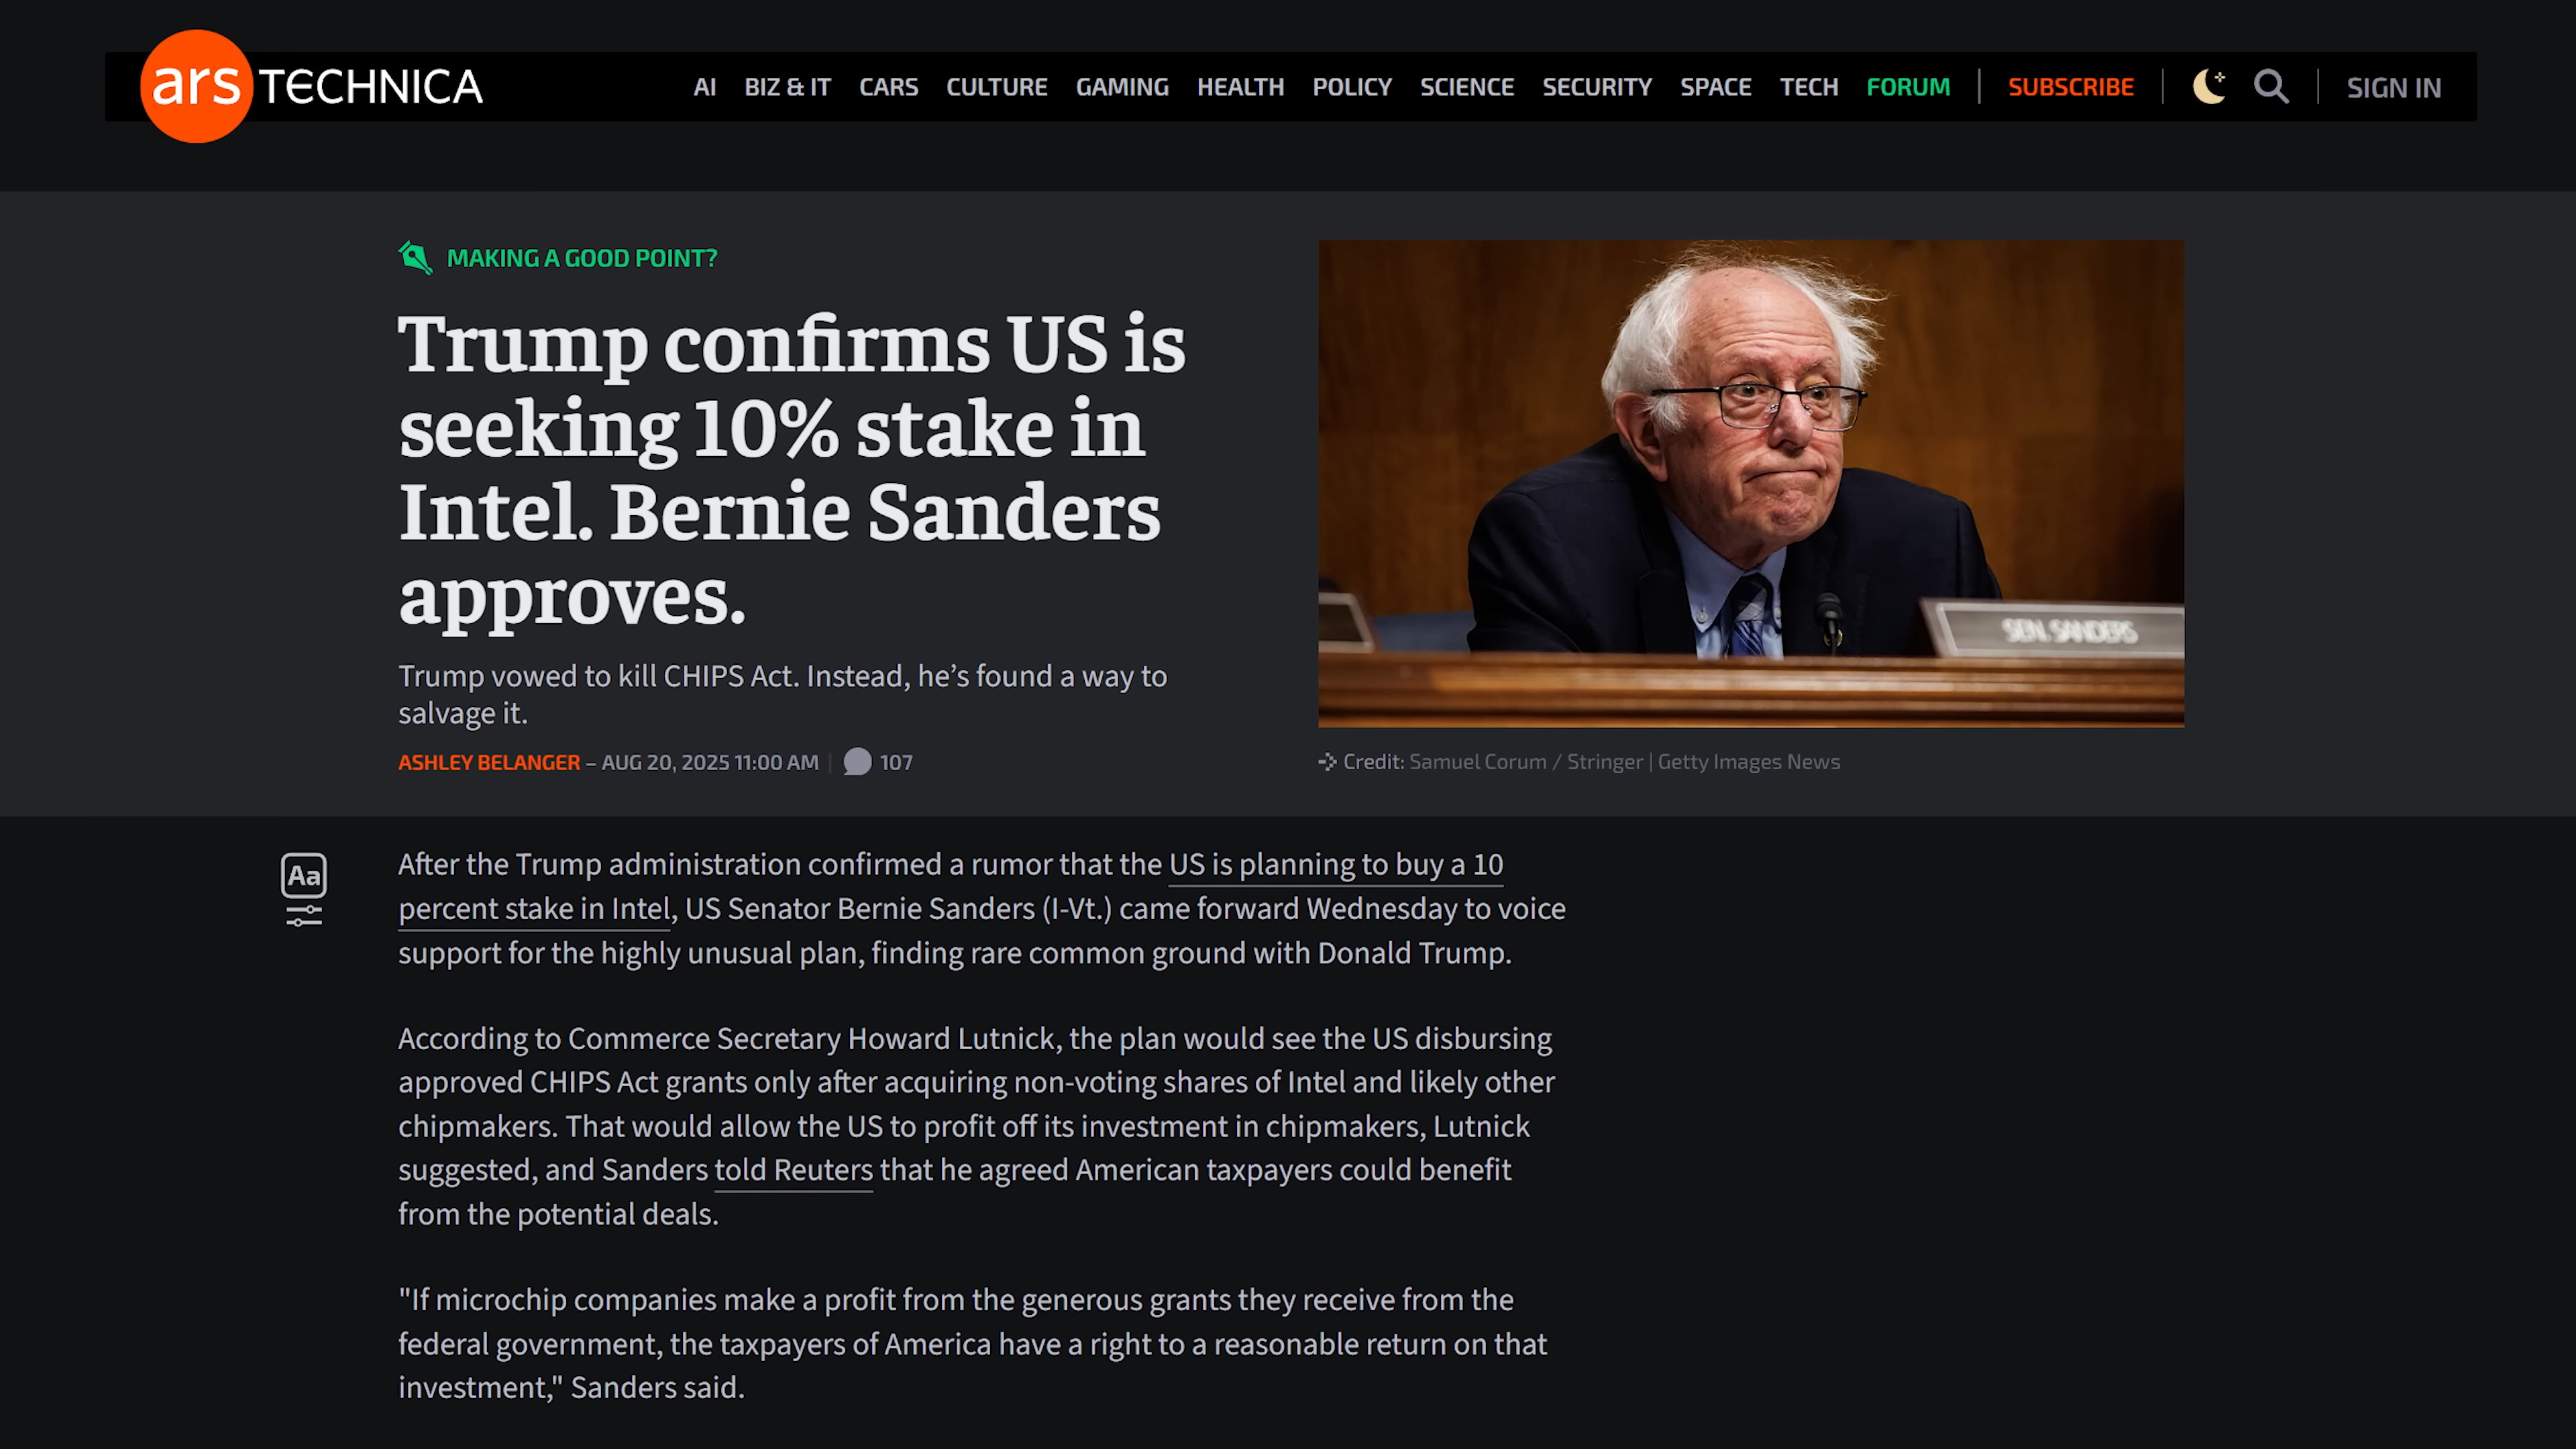 ars TECHNICA
AI BIZ & IT CARS CULTURE GAMING HEALTH POLICY SCIENCE SECURITY SPACE TECH FORUM SUBSCRIBE SIGN IN
MAKING A GOOD POINT?
Trump confirms US is
seeking 10% stake in
Intel. Bernie Sanders
approves.
Trump vowed to kill CHIPS Act. Instead, he’s found a way to
salvage it.
ASHLEY BELANGER – AUG 20, 2025 11:00 AM 107
SEN. SANDERS
Credit: Samuel Corum / Stringer | Getty Images News
Aa
After the Trump administration confirmed a rumor that the US is planning to buy a 10
percent stake in Intel, US Senator Bernie Sanders (I-Vt.) came forward Wednesday to voice
support for the highly unusual plan, finding rare common ground with Donald Trump.
According to Commerce Secretary Howard Lutnick, the plan would see the US disbursing
approved CHIPS Act grants only after acquiring non-voting shares of Intel and likely other
chipmakers. That would allow the US to profit off its investment in chipmakers, Lutnick
suggested, and Sanders told Reuters that he agreed American taxpayers could benefit
from the potential deals.
"If microchip companies make a profit from the generous grants they receive from the
federal government, the taxpayers of America have a right to a reasonable return on that
investment," Sanders said.